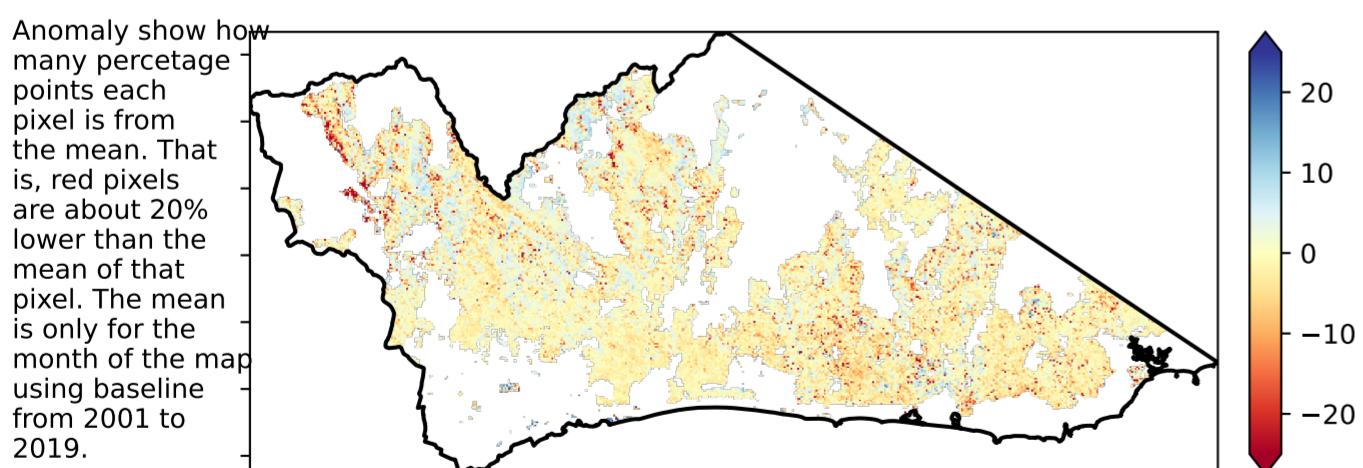 Anomaly show how
many percetage
points each
pixel is from
the mean. That
is, red pixels
are about 20%
lower than the
mean of that
pixel. The mean
is only for the
month of the map
using baseline
from 2001 to
2019.
20
10
0
−10
−20